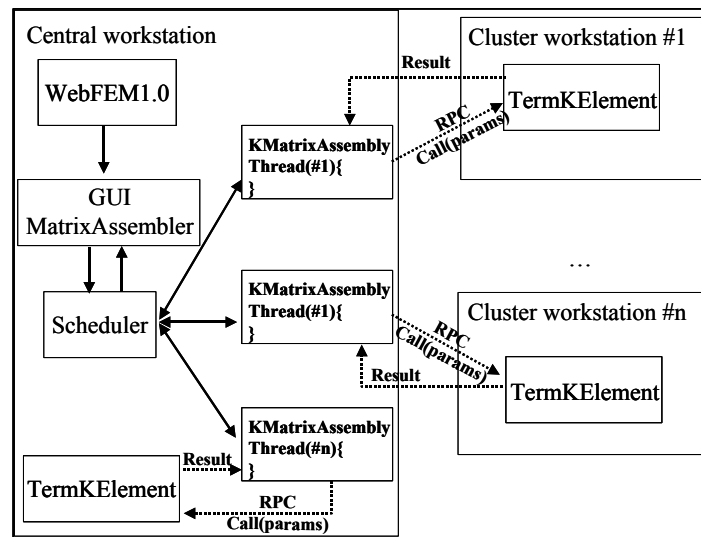 Central workstation
WebFEM1.0
GUI
MatrixAssembler
Scheduler
TermKElement
KMatrixAssembly
Thread(#1){
}
KMatrixAssembly
Thread(#1){
}
KMatrixAssembly
Thread(#n){
}
Result
RPC
Call(params)
Result
RPC
Call(params)
RPC
Call(params)
Result
Cluster workstation #1
TermKElement
...
Cluster workstation #n
TermKElement